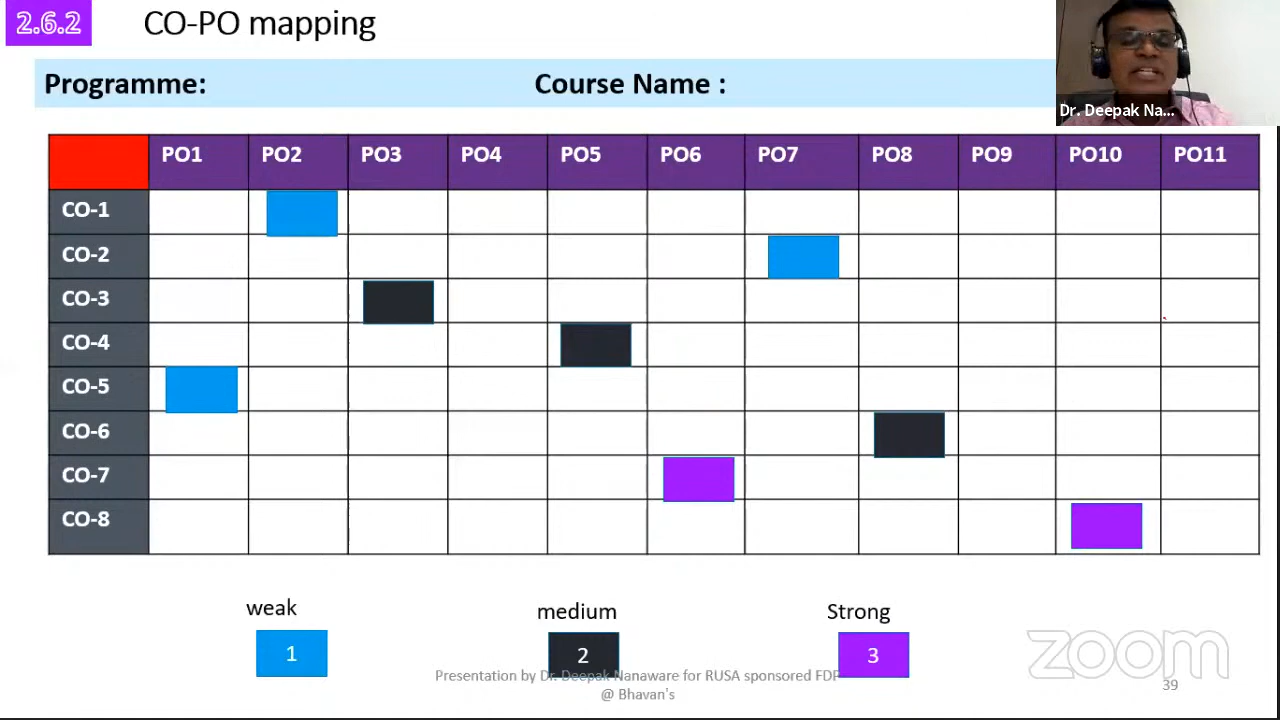 2.6.2 CO-PO mapping
Programme: Course Name :
Dr. Deepak Na...
PO1 PO2 PO3 PO4 PO5 PO6 PO7 PO8 PO9 PO10 PO11
CO-1
CO-2
CO-3
CO-4
CO-5
CO-6
CO-7
CO-8
weak medium Strong
1 2 3
Presentation by Dr. Deepak Nanaware for RUSA sponsored FDP
@ Bhavan's
39
zoom